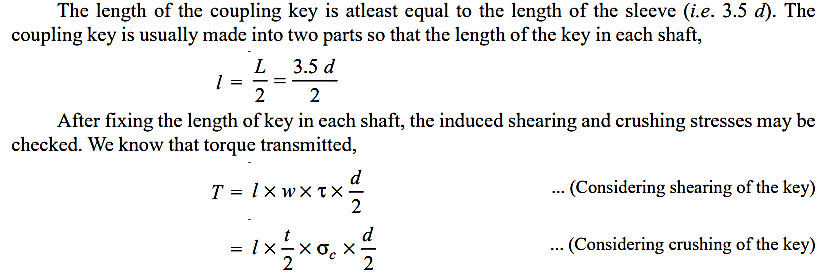 The length of the coupling key is atleast equal to the length of the sleeve (i.e. 3.5 d). The
coupling key is usually made into two parts so that the length of the key in each shaft,
l = L/2 = 3.5 d/2
After fixing the length of key in each shaft, the induced shearing and crushing stresses may be
checked. We know that torque transmitted,
T = l × w × τ × d/2 ... (Considering shearing of the key)
= l × t/2 × σc × d/2 ... (Considering crushing of the key)